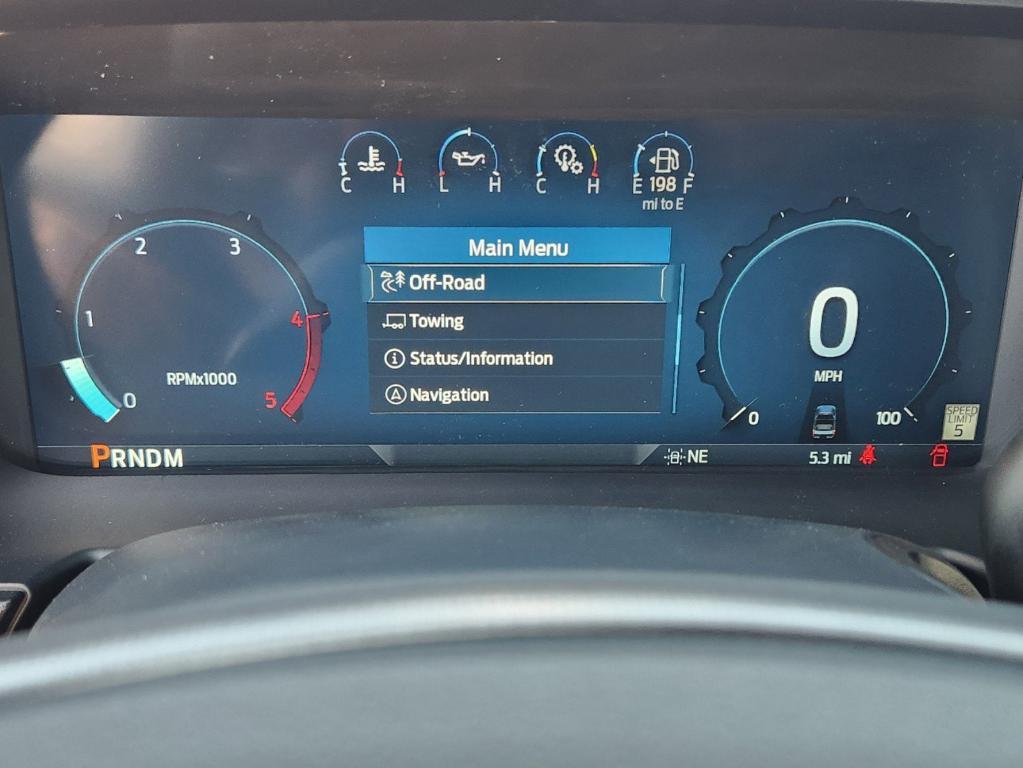 C H
L H
C H
E 198 F
mi to E
Main Menu
Off-Road
Towing
Status/Information
Navigation
0
1
2
3
4
5
RPMx1000
0
MPH
0
100
SPEED
LIMIT
5
PRNDM
NE
5.3 mi